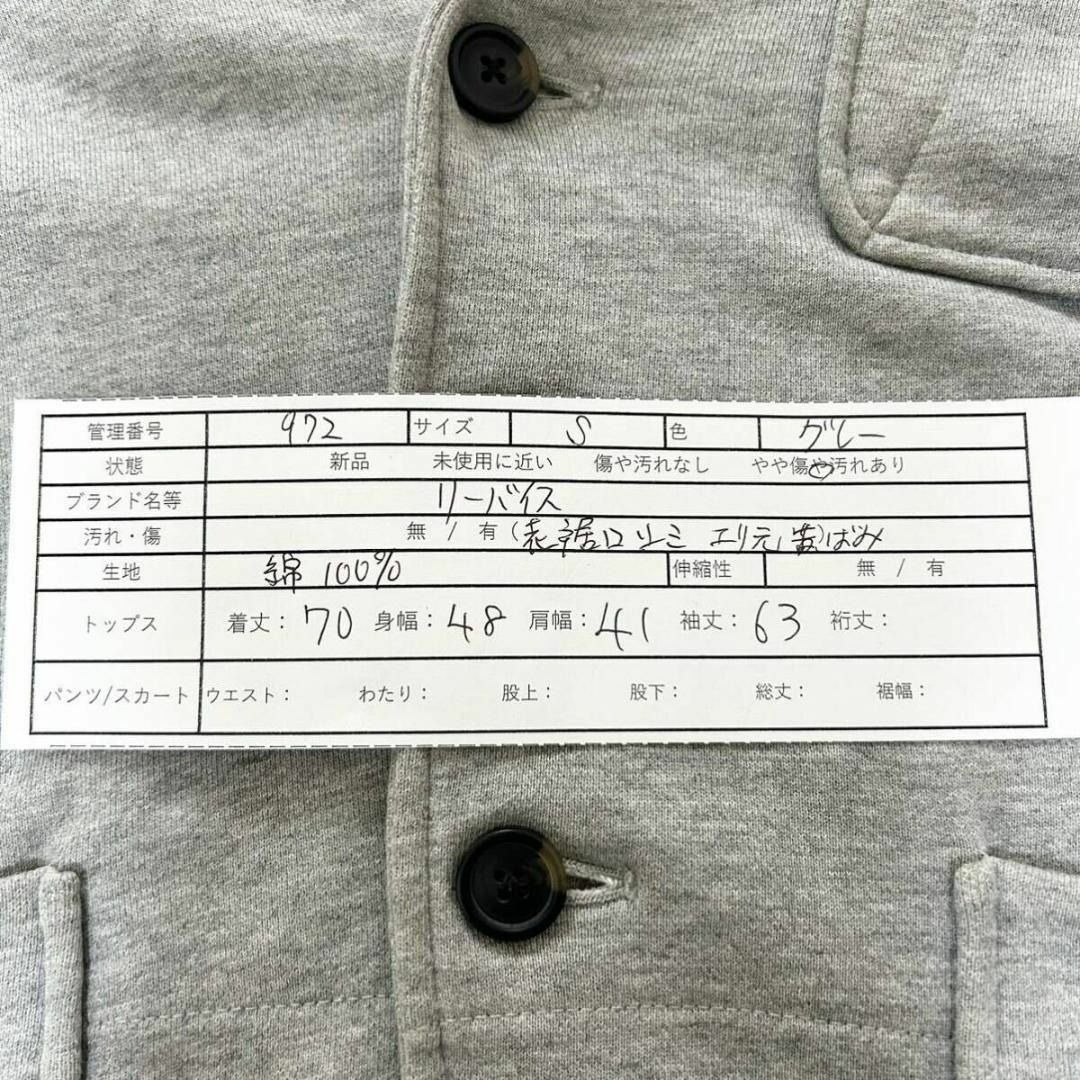 管理番号 972 サイズ S 色 グレー
状態 新品 未使用に近い 傷や汚れなし やや傷や汚れあり
ブランド名等 リーバイス
汚れ・傷 無 / 有 (表裾口シミ エリ元黄)ばみ
生地 綿 100% 伸縮性 無 / 有
トップス 着丈: 70 身幅: 48 肩幅: 41 袖丈: 63 裄丈:
パンツ/スカート ウエスト: わたり: 股上: 股下: 総丈: 裾幅: